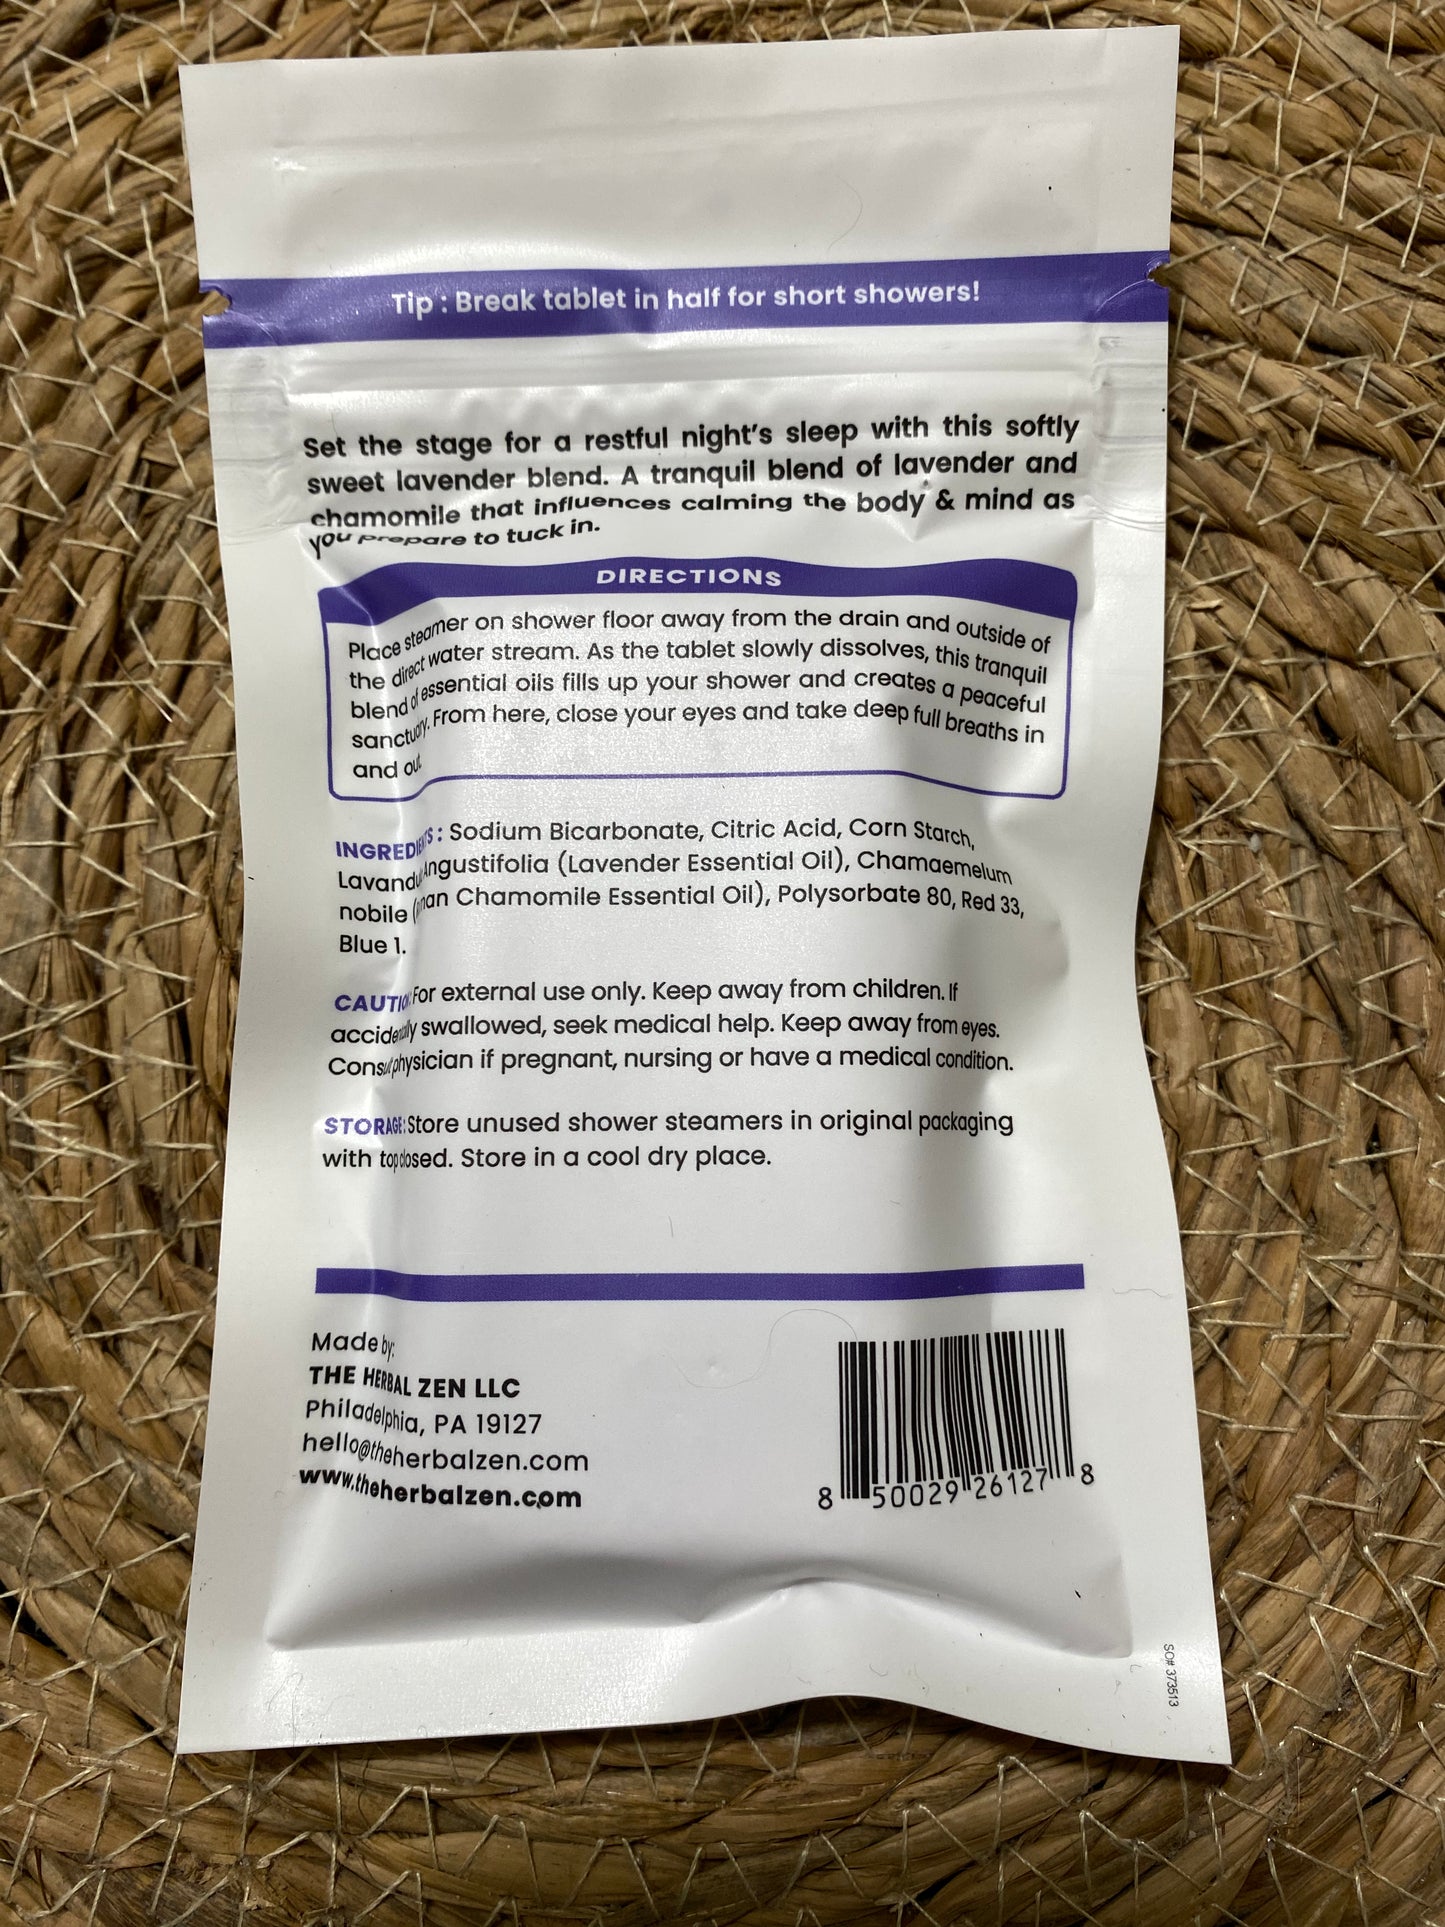 Tip : Break tablet in half for short showers!
Set the stage for a restful night's sleep with this softly
sweet lavender blend. A tranquil blend of lavender and
chamomile that influences calming the body & mind as
you prepare to tuck in.
DIRECTIONS
Place steamer on shower floor away from the drain and outside of
the direct water stream. As the tablet slowly dissolves, this tranquil
blend of essential oils fills up your shower and creates a peaceful
sanctuary. From here, close your eyes and take deep full breaths in
and out.
INGREDIENTS : Sodium Bicarbonate, Citric Acid, Corn Starch,
Angustifolia (Lavender Essential Oil), Chamaemelum
nobile Chamomile Essential Oil), Polysorbate 80, Red 33,
Blue 1.
CAUTION: For external use only. Keep away from children. If
accidentally swallowed, seek medical help. Keep away from eyes.
Consult physician if pregnant, nursing or have a medical condition.
STORAGE: Store unused shower steamers in original packaging
with top closed. Store in a cool dry place.
Made by:
THE HERBAL ZEN LLC
Philadelphia, PA 19127
hello@theherbalzen.com
www.theherbalzen.com
8 50029 26127 8
SO# 373513